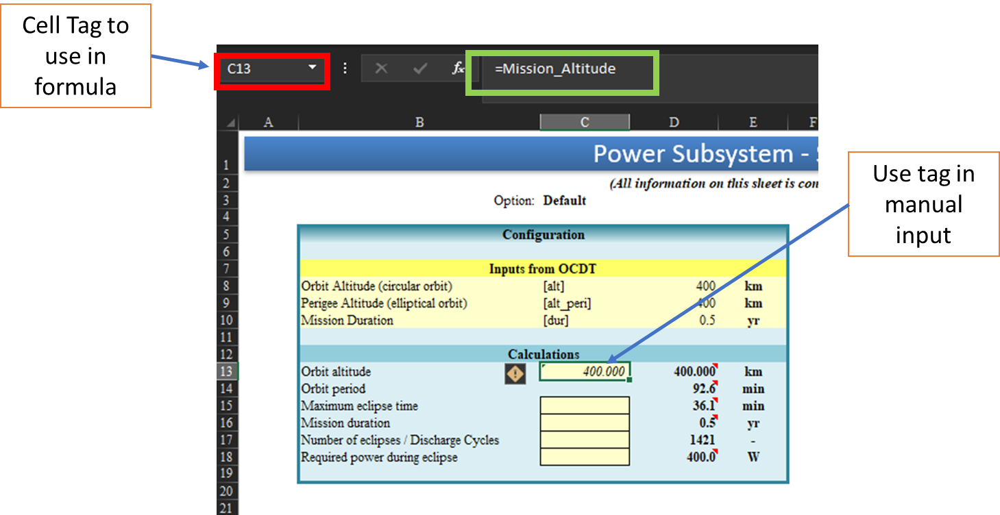 Cell Tag to
use in
formula
C13
fx
=Mission_Altitude
A B C D E F
1 Power Subsystem -
2 (All information on this sheet is con
3 Option: Default
4
5 Configuration
6
7 Inputs from OCDT
8 Orbit Altitude (circular orbit) [alt] 400 km
9 Perigee Altitude (elliptical orbit) [alt_peri] 400 km
10 Mission Duration [dur] 0.5 yr
11
12 Calculations
13 Orbit altitude 400.000 400.000 km
14 Orbit period 92.6 min
15 Maximum eclipse time 36.1 min
16 Mission duration 0.5 yr
17 Number of eclipses / Discharge Cycles 1421 -
18 Required power during eclipse 400.0 W
19
20
21
Use tag in
manual
input